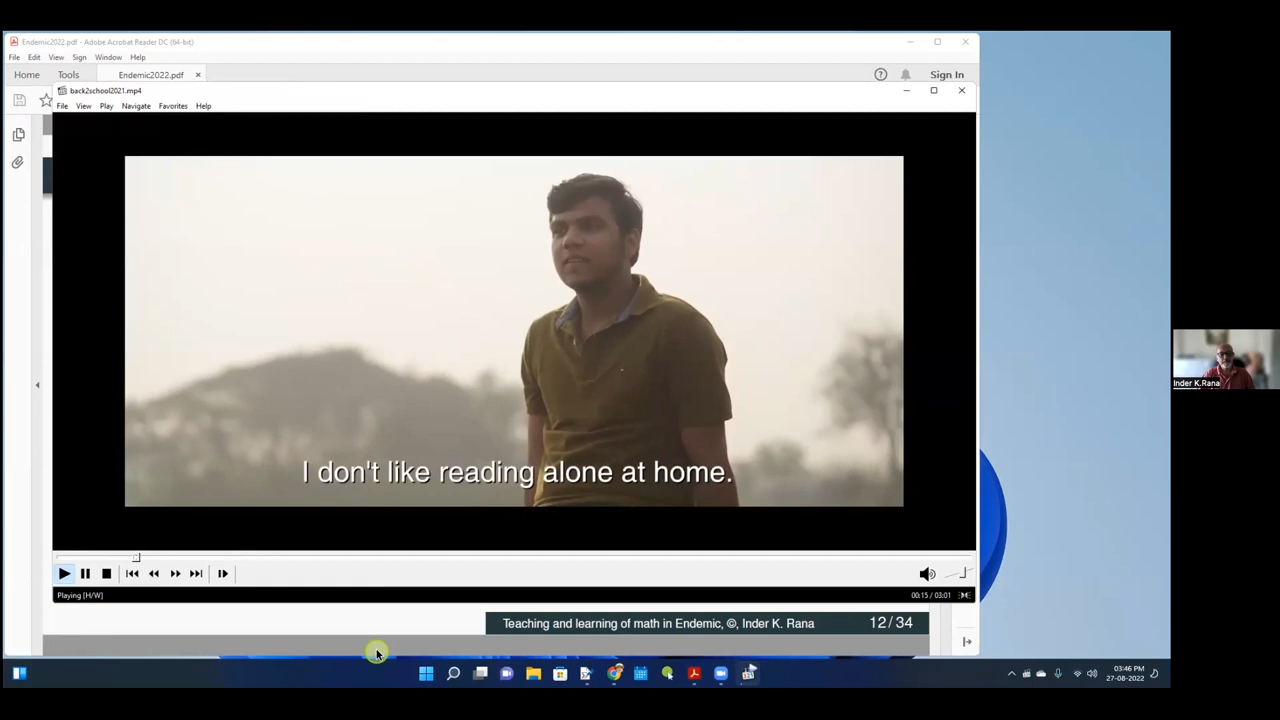 Endemic2022.pdf - Adobe Acrobat Reader DC (64-bit)
File Edit View Sign Window Help
Home Tools Endemic2022.pdf × Sign In
back2school2021.mp4
File View Play Navigate Favorites Help
I don't like reading alone at home.
Inder K.Rana
Playing [H/W] 00:15 / 03:01
Teaching and learning of math in Endemic, ©, Inder K. Rana 12/34
03:46 PM
27-08-2022